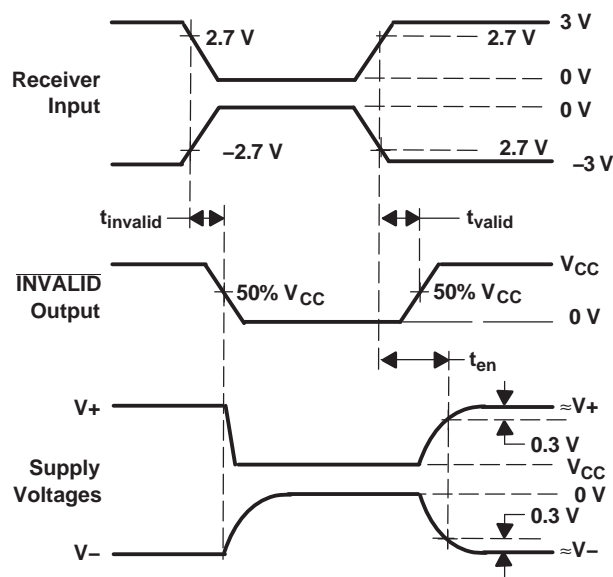 3 V
2.7 V
2.7 V
Receiver
Input
0 V
0 V
–2.7 V
2.7 V
–3 V
tinvalid
tvalid
INVALID
Output
VCC
50% VCC
50% VCC
0 V
ten
V+
≈V+
0.3 V
Supply
Voltages
VCC
0 V
0.3 V
V–
≈V–